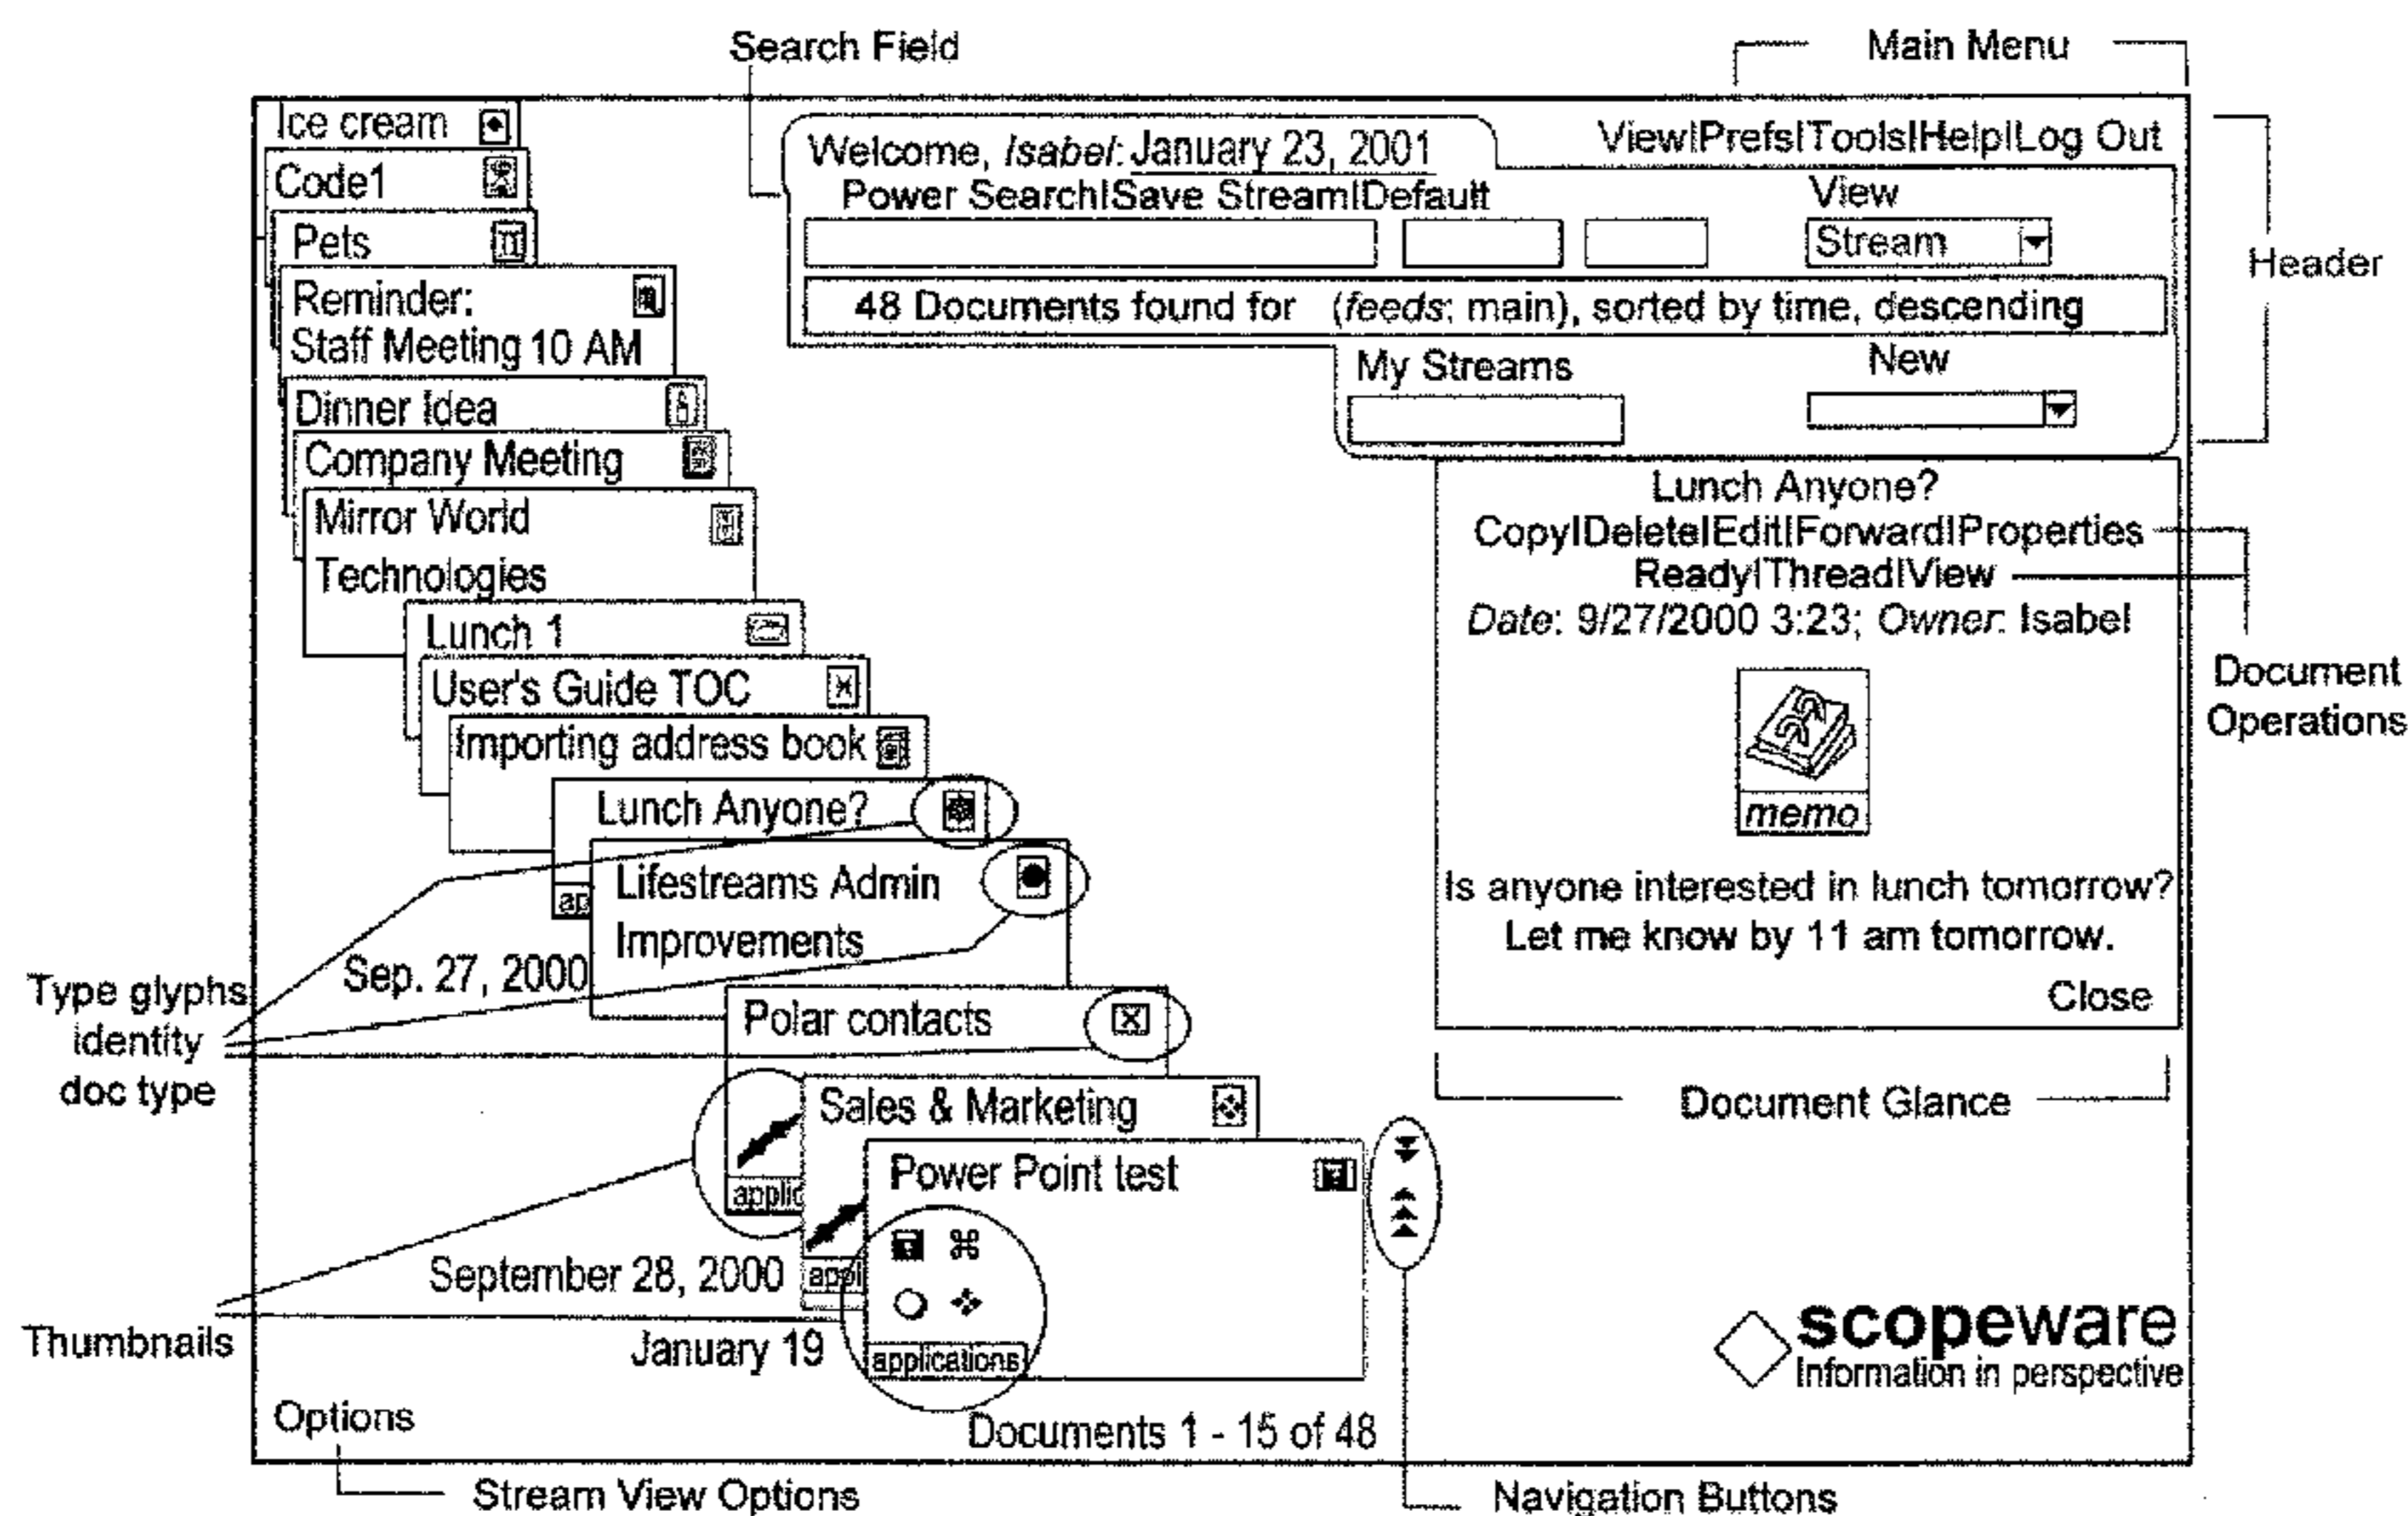 Search Field
Main Menu
Ice cream
Code1
Pets
Reminder:
Staff Meeting 10 AM
Dinner Idea
Company Meeting
Mirror World
Technologies
Lunch 1
User's Guide TOC
Importing address book
Lunch Anyone?
Lifestreams Admin
Improvements
Polar contacts
Sales & Marketing
Power Point test
Welcome, Isabel: January 23, 2001
View|Prefs|Tools|Help|Log Out
Power Search|Save Stream|Default
View
Stream
48 Documents found for (feeds: main), sorted by time, descending
My Streams
New
Header
Lunch Anyone?
Copy|Delete|Edit|Forward|Properties
Ready|Thread|View
Date: 9/27/2000 3:23; Owner: Isabel
memo
Is anyone interested in lunch tomorrow?
Let me know by 11 am tomorrow.
Close
Document
Operations
Document Glance
ap
Sep. 27, 2000
Type glyphs
identity
doc type
applic
September 28, 2000
appl
January 19
applications
Thumbnails
scopeware
Information in perspective
Options
Documents 1 - 15 of 48
Stream View Options
Navigation Buttons